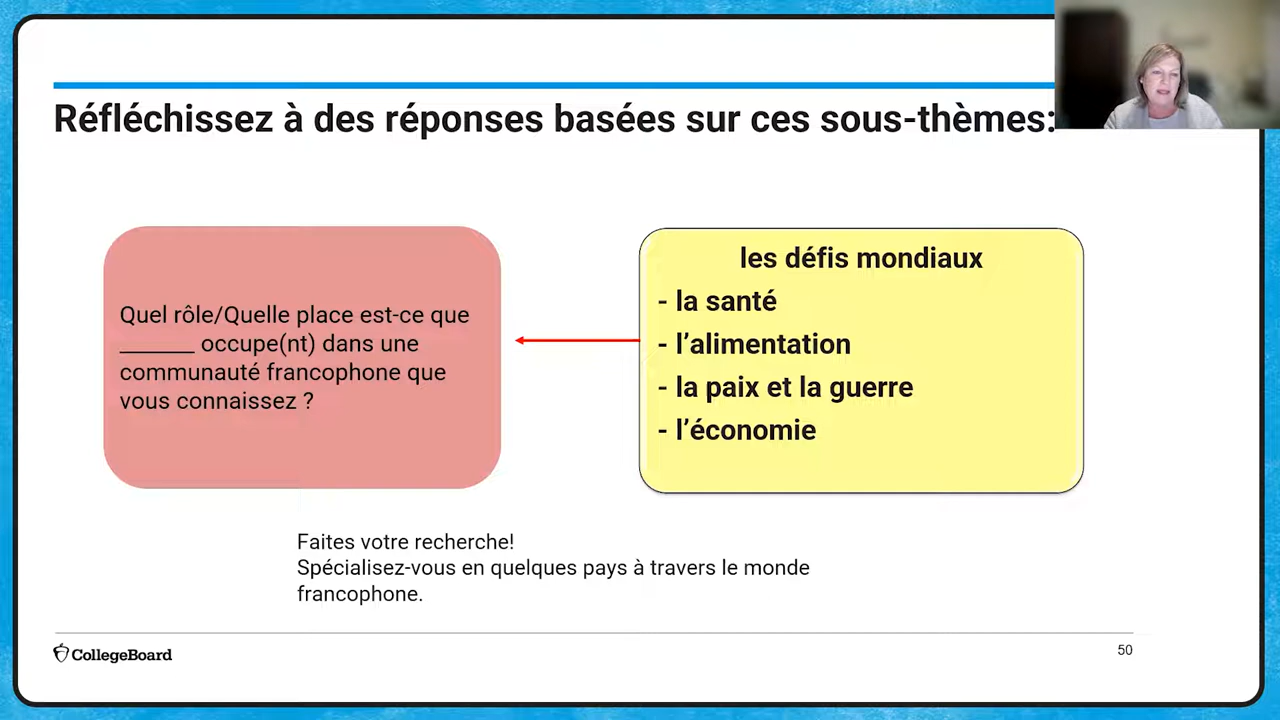 Réfléchissez à des réponses basées sur ces sous-thèmes:
Quel rôle/Quelle place est-ce que
_______ occupe(nt) dans une
communauté francophone que
vous connaissez ?
les défis mondiaux
- la santé
- l’alimentation
- la paix et la guerre
- l’économie
Faites votre recherche!
Spécialisez-vous en quelques pays à travers le monde
francophone.
CollegeBoard
50